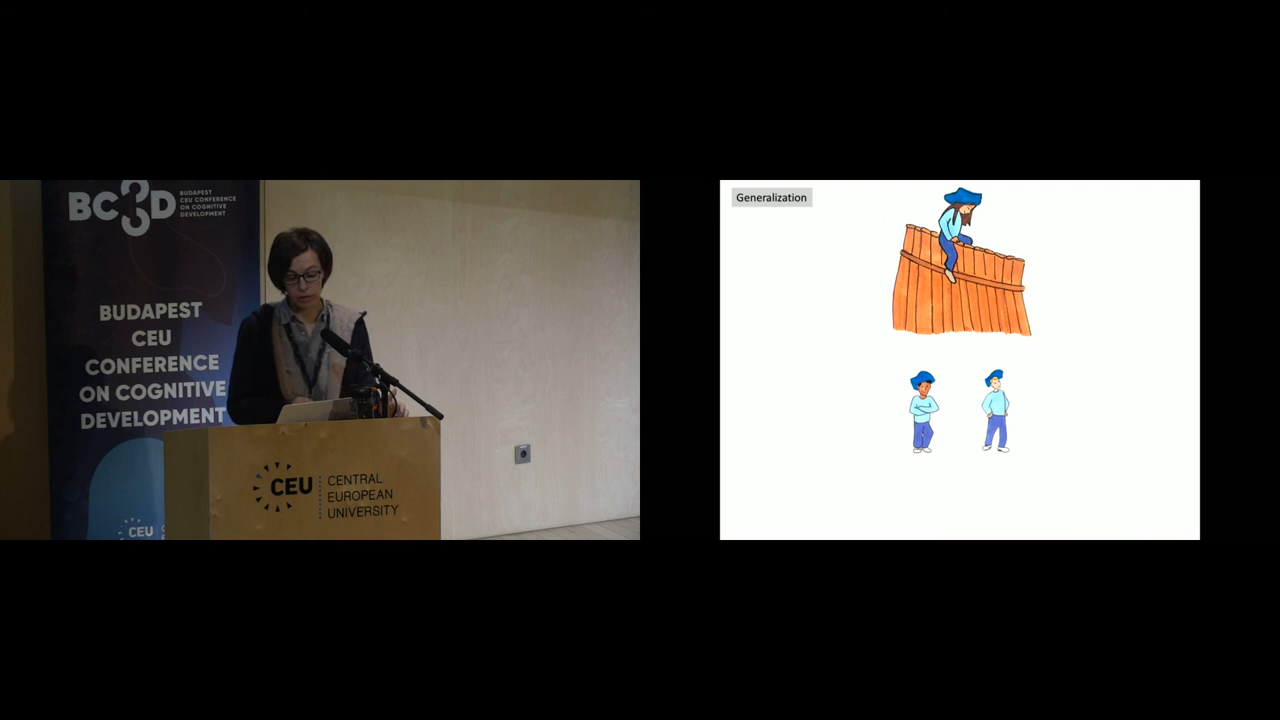 BC3D
BUDAPEST
CEU CONFERENCE
ON COGNITIVE
DEVELOPMENT
BUDAPEST
CEU
CONFERENCE
ON COGNITIVE
DEVELOPMENT
CEU
CEU
CENTRAL
EUROPEAN
UNIVERSITY
Generalization